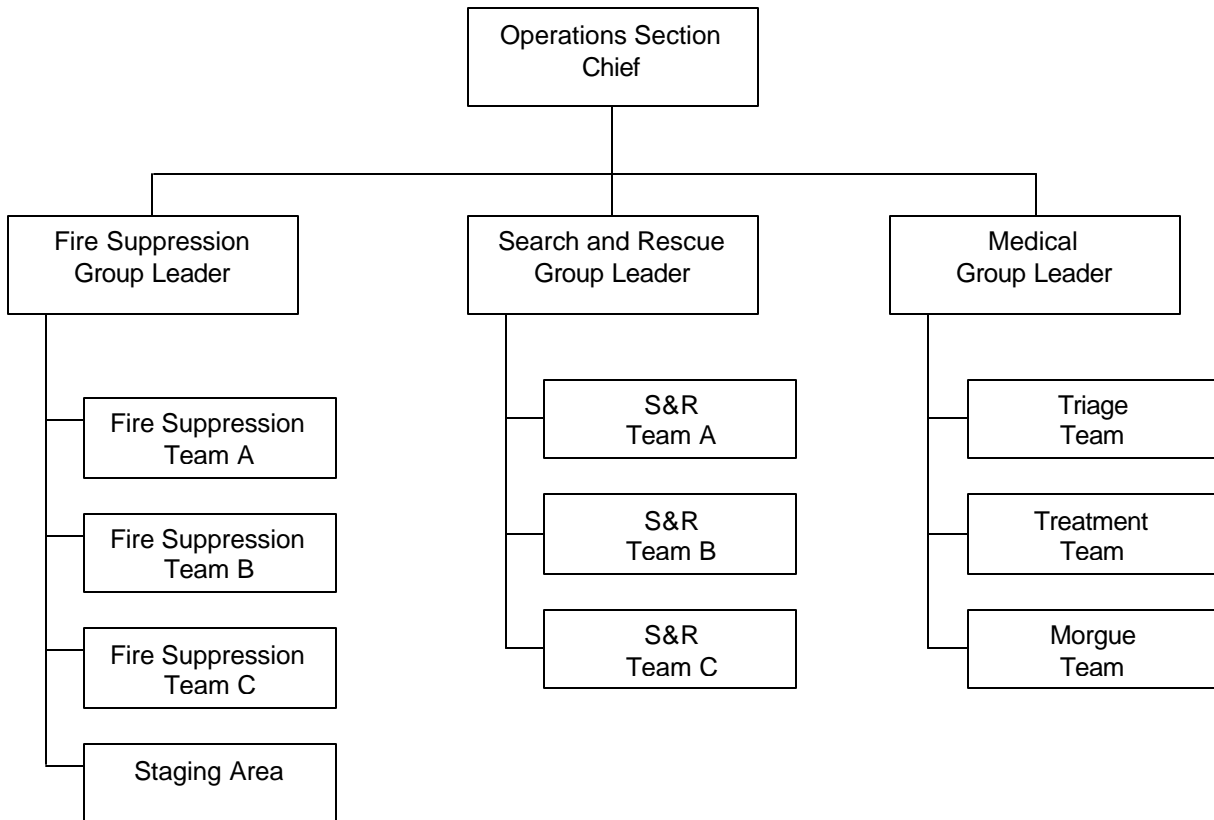 Operations Section
Chief
Fire Suppression
Group Leader
Search and Rescue
Group Leader
Medical
Group Leader
Fire Suppression
Team A
Fire Suppression
Team B
Fire Suppression
Team C
Staging Area
S&R
Team A
S&R
Team B
S&R
Team C
Triage
Team
Treatment
Team
Morgue
Team